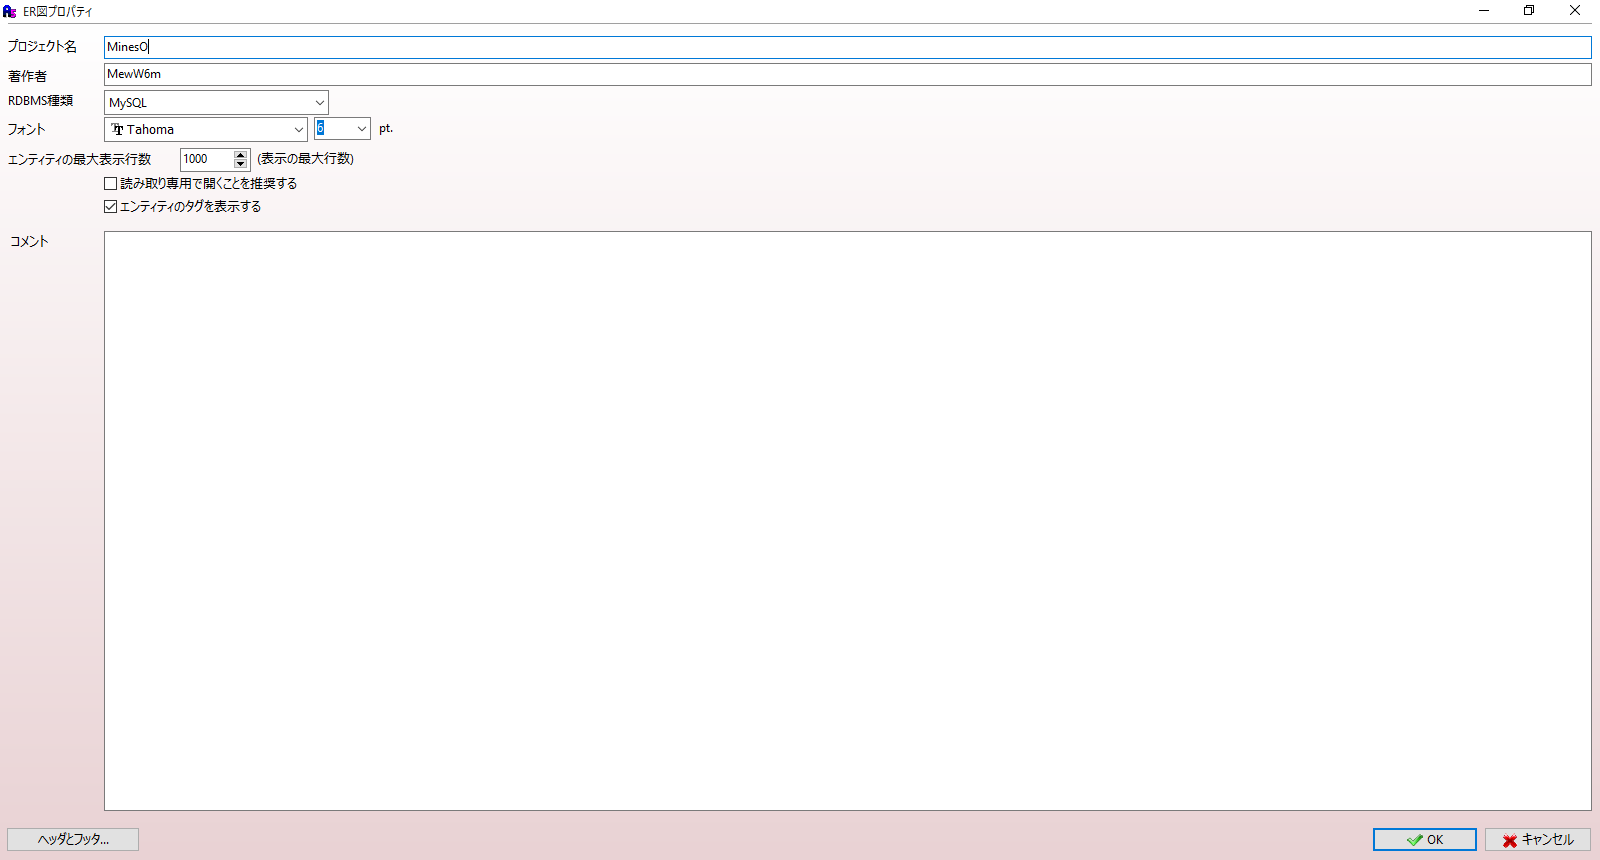 ER図プロパティ
プロジェクト名 MinesO
著作者 MewW6m
RDBMS種類 MySQL
フォント Tahoma 6 pt.
エンティティの最大表示行数 1000 (表示の最大行数)
読み取り専用で開くことを推奨する
エンティティのタグを表示する
コメント
ヘッダとフッタ... OK キャンセル